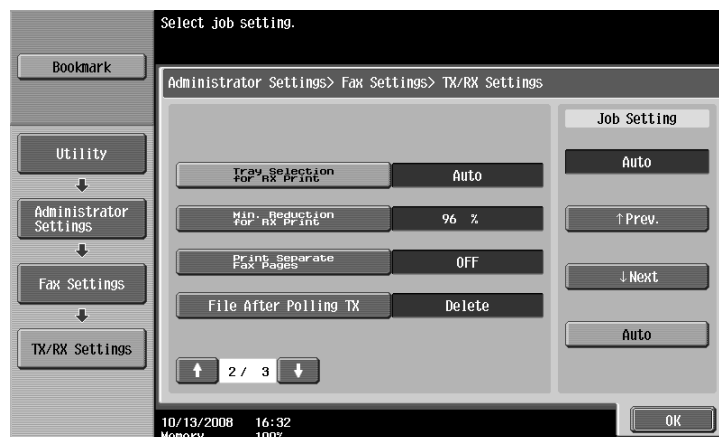 Select job setting.
Bookmark
Administrator Settings> Fax Settings> TX/RX Settings
Job Setting
Utility
Administrator
Settings
Fax Settings
TX/RX Settings
Tray Selection
for RX Print
Auto
Min. Reduction
for RX Print
96 %
Print Separate
Fax Pages
OFF
File After Polling TX
Delete
↑ 2/ 3 ↓
Auto
↑Prev.
↓Next
Auto
10/13/2008 16:32
Memory 100%
OK